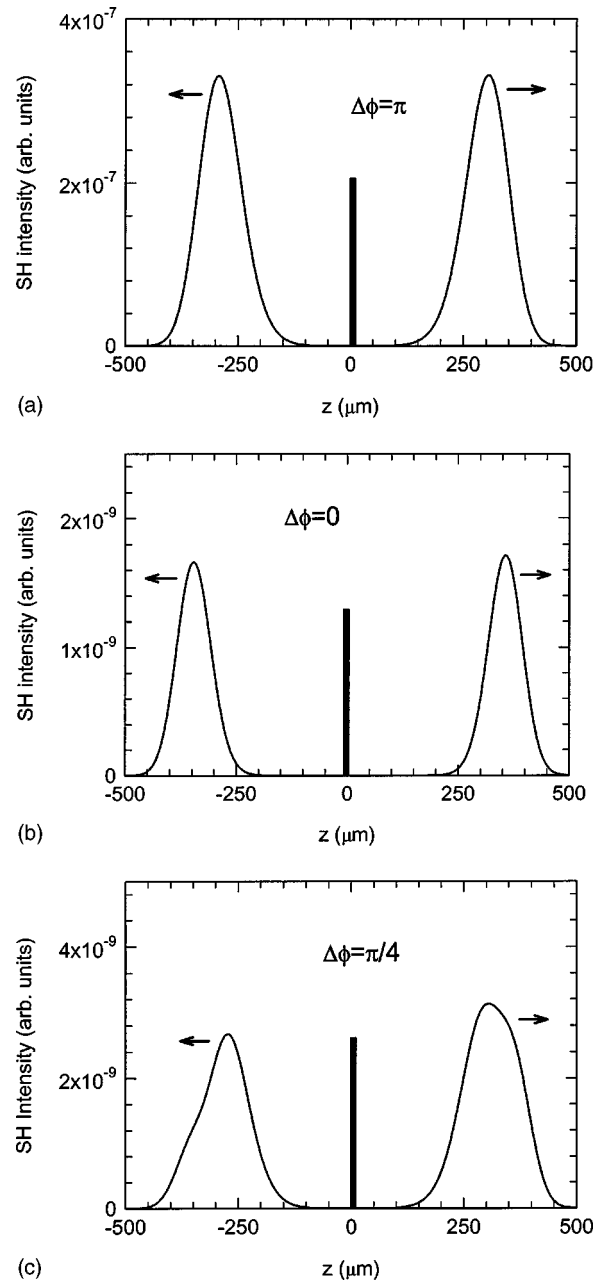 4x10⁻⁷
2x10⁻⁷
0
SH intensity (arb. units)
Δϕ=π
-500 -250 0 250 500
z (μm)
(a)
2x10⁻⁹
1x10⁻⁹
0
SH intensity (arb. units)
Δϕ=0
-500 -250 0 250 500
z (μm)
(b)
4x10⁻⁹
2x10⁻⁹
0
SH Intensity (arb. units)
Δϕ=π/4
-500 -250 0 250 500
z (μm)
(c)